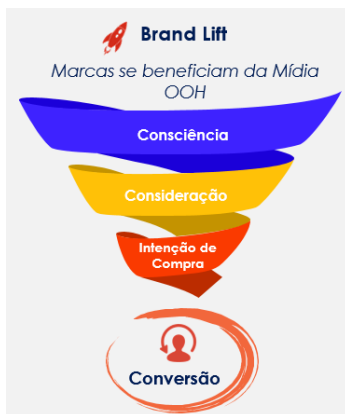 Brand Lift
Marcas se beneficiam da Mídia
OOH
Consciência
Consideração
Intenção de
Compra
Conversão